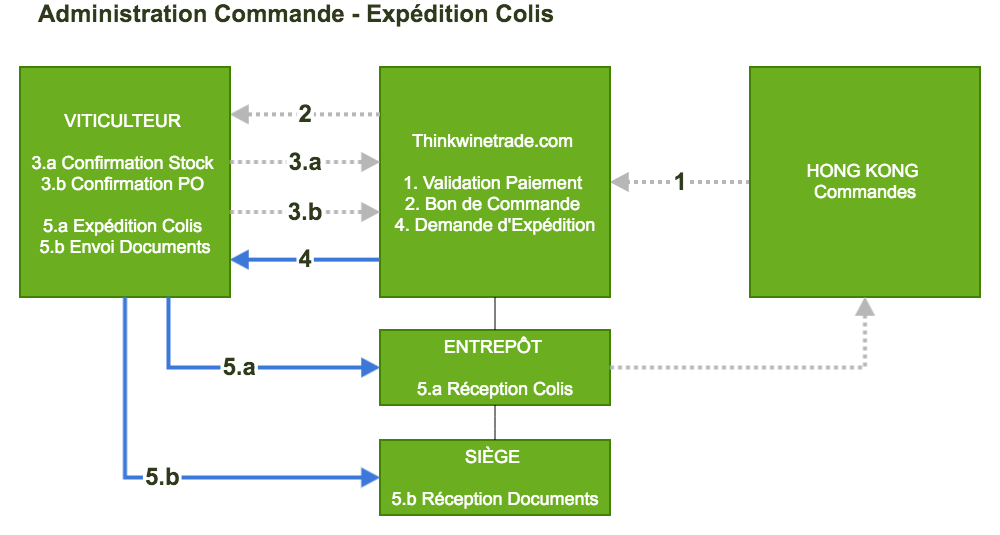 Administration Commande - Expédition Colis
VITICULTEUR
3.a Confirmation Stock
3.b Confirmation PO
5.a Expédition Colis
5.b Envoi Documents
2
3.a
3.b
4
Thinkwinetrade.com
1. Validation Paiement
2. Bon de Commande
4. Demande d'Expédition
1
HONG KONG
Commandes
5.a
ENTREPÔT
5.a Réception Colis
5.b
SIÈGE
5.b Réception Documents